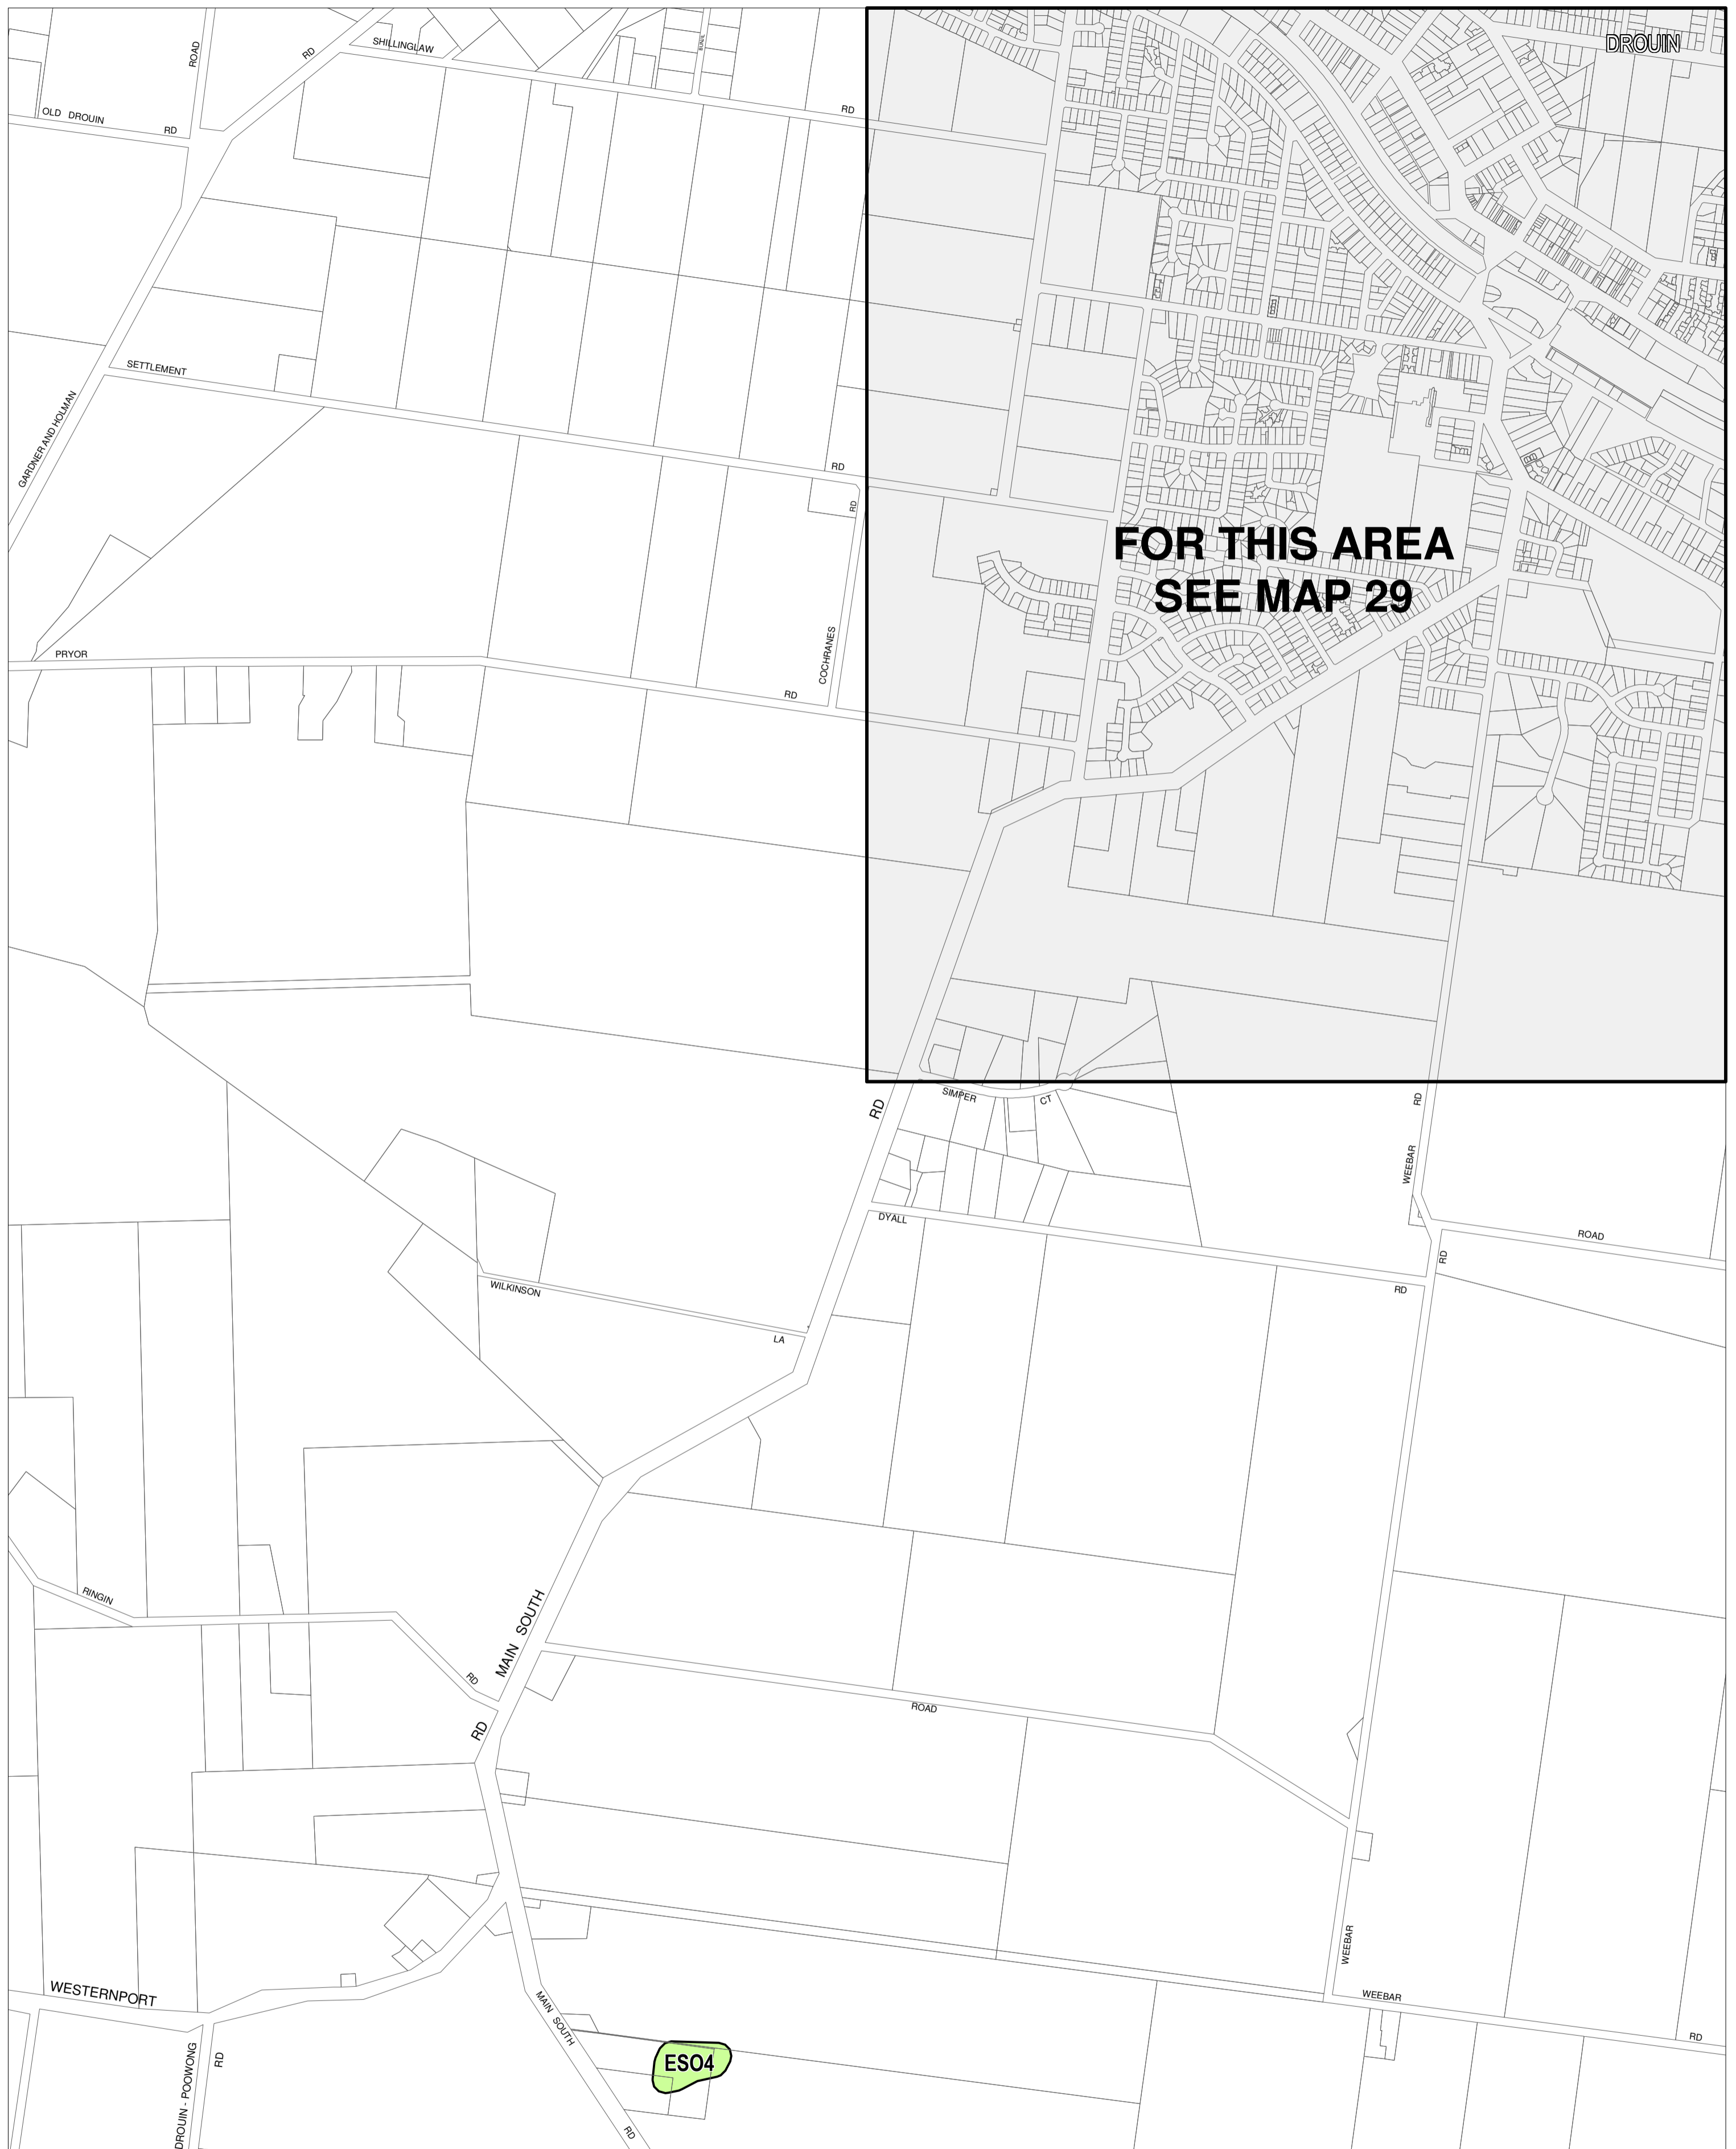 DROUIN
ROAD
RD
SHILLINGLAW
RD
OLD DROUIN
RD
SETTLEMENT
GARDNER AND HOLMAN
RD
RD
COCHRANES
PRYOR
RD
FOR THIS AREA
SEE MAP 29
SIMPER
CT
RD
RD
WEEBAR
DYALL
RD
ROAD
RD
WILKINSON
LA
RINGIN
RD
MAIN SOUTH
RD
ROAD
WEEBAR
WEEBAR
RD
WESTERNPORT
MAIN SOUTH
RD
DROUIN - POOWONG
RD
ESO4